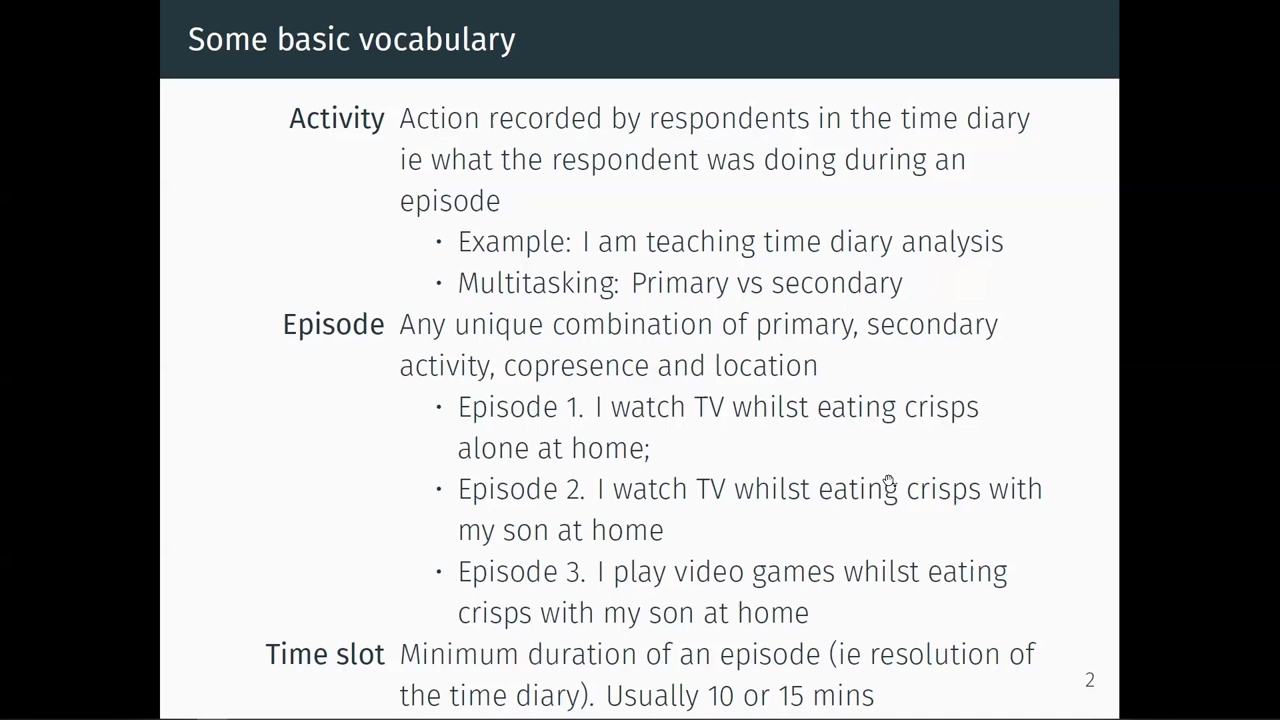 Some basic vocabulary
Activity Action recorded by respondents in the time diary
ie what the respondent was doing during an
episode
• Example: I am teaching time diary analysis
• Multitasking: Primary vs secondary
Episode Any unique combination of primary, secondary
activity, copresence and location
• Episode 1. I watch TV whilst eating crisps
alone at home;
• Episode 2. I watch TV whilst eating crisps with
my son at home
• Episode 3. I play video games whilst eating
crisps with my son at home
Time slot Minimum duration of an episode (ie resolution of
the time diary). Usually 10 or 15 mins
2